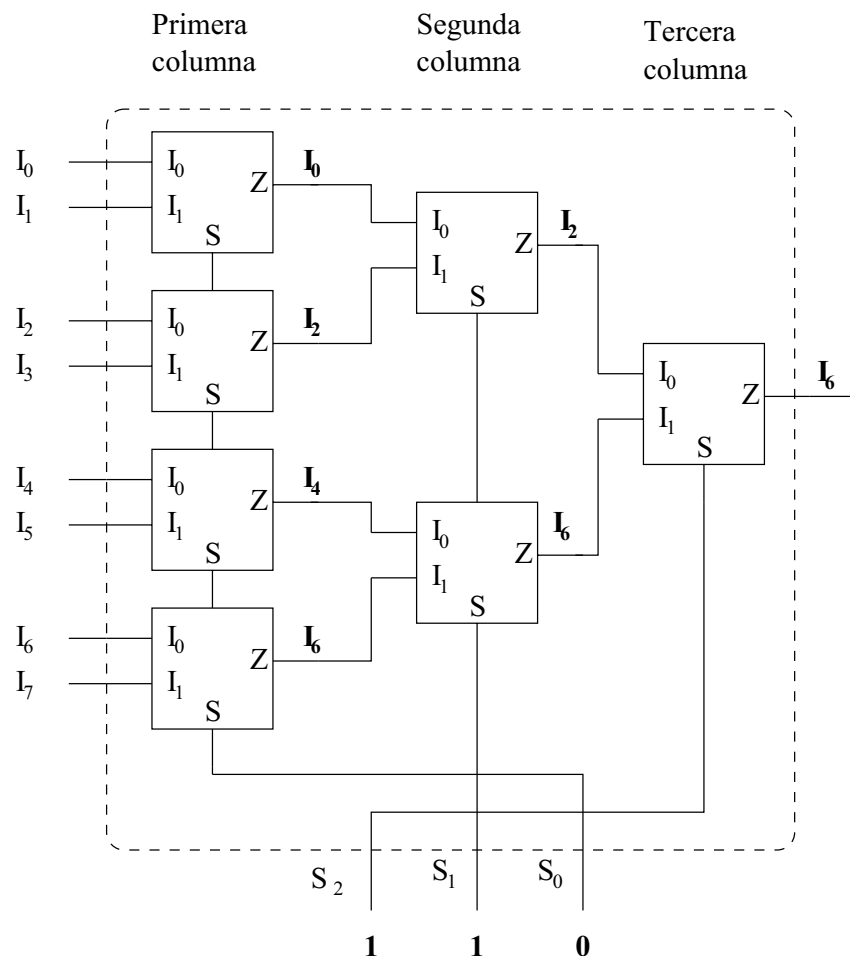 Primera columna
Segunda columna
Tercera columna
I0 I0 Z I0
I1 I1
S
I0 Z I2
I1
S
I2 I0 Z I2
I3 I1
S
I0 Z I6
I1
S
I4 I0 Z I4
I5 I1
S
I0 Z I6
I1
S
I6 I0 Z I6
I7 I1
S
S2 S1 S0
1 1 0